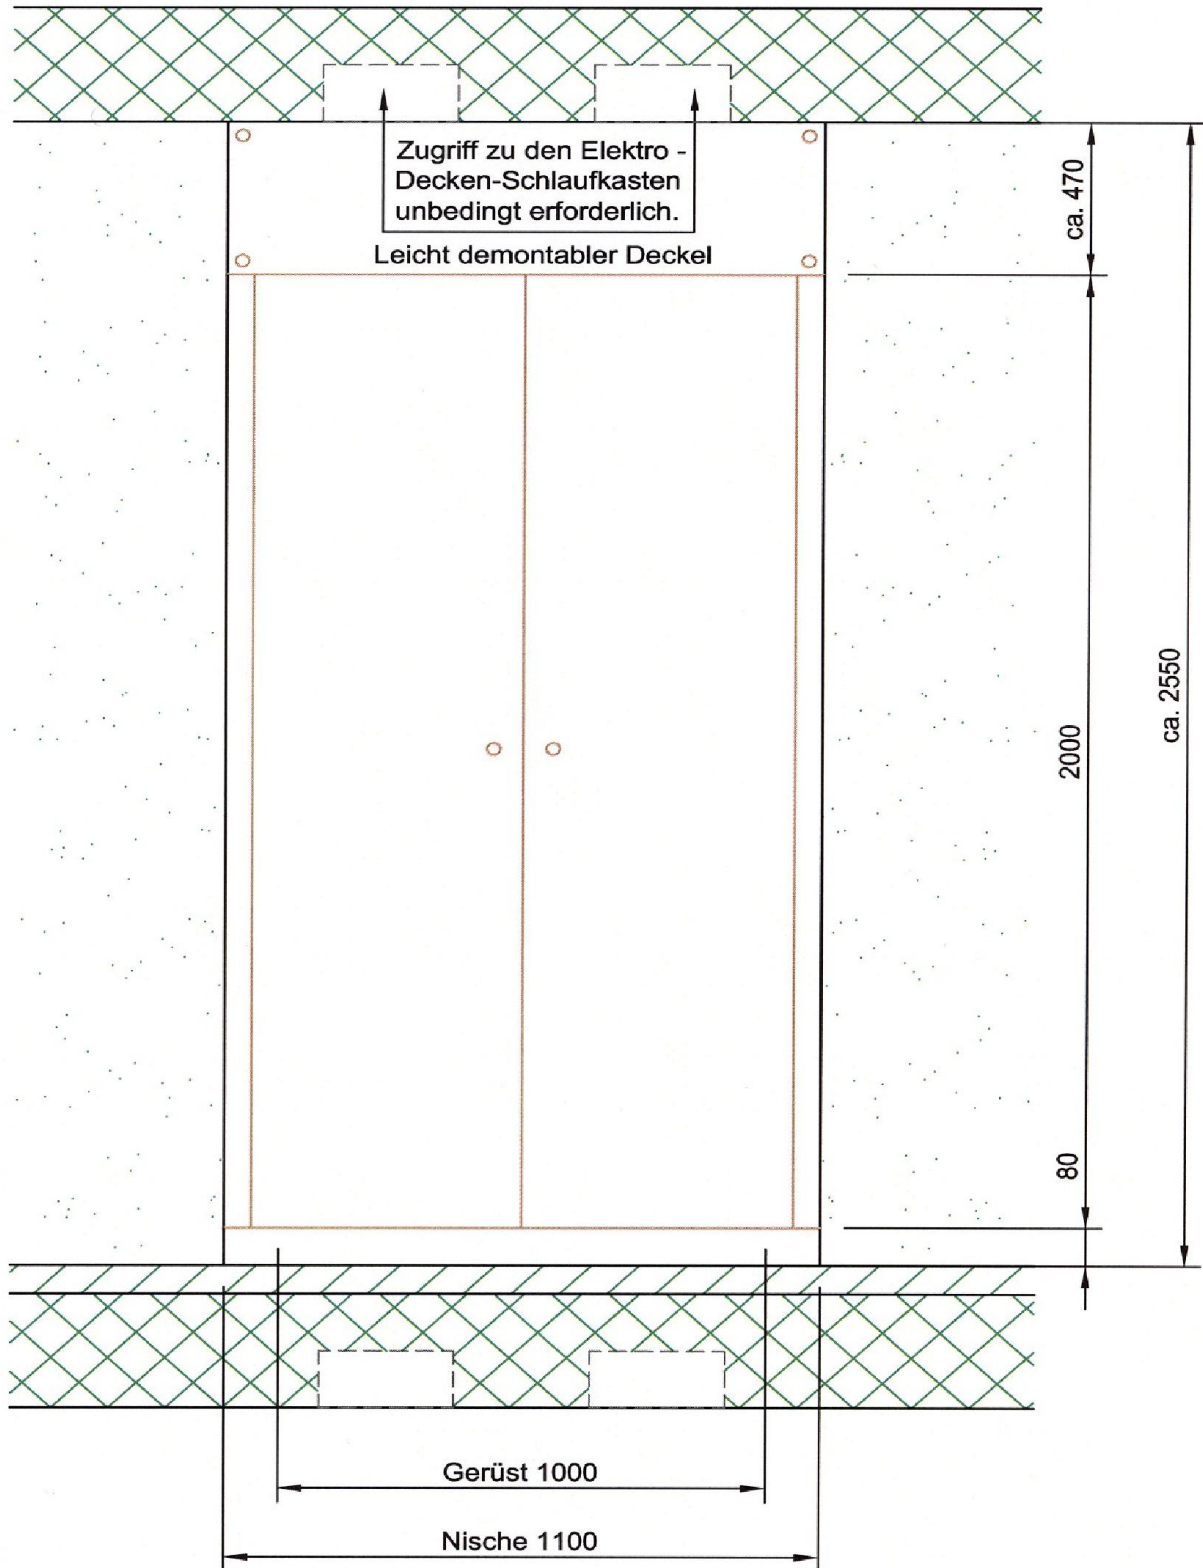 Zugriff zu den Elektro -
Decken-Schlaufkasten
unbedingt erforderlich.
Leicht demontabler Deckel
ca. 470
2000
ca. 2550
80
Gerüst 1000
Nische 1100